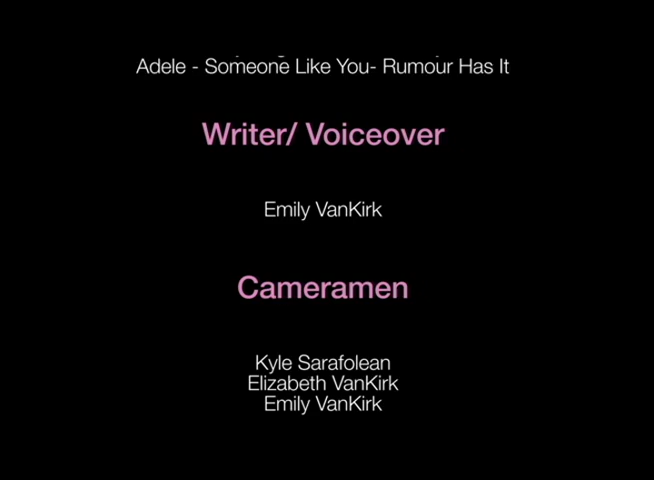 Adele - Someone Like You- Rumour Has It
Writer/ Voiceover
Emily VanKirk
Cameramen
Kyle Sarafolean
Elizabeth VanKirk
Emily VanKirk